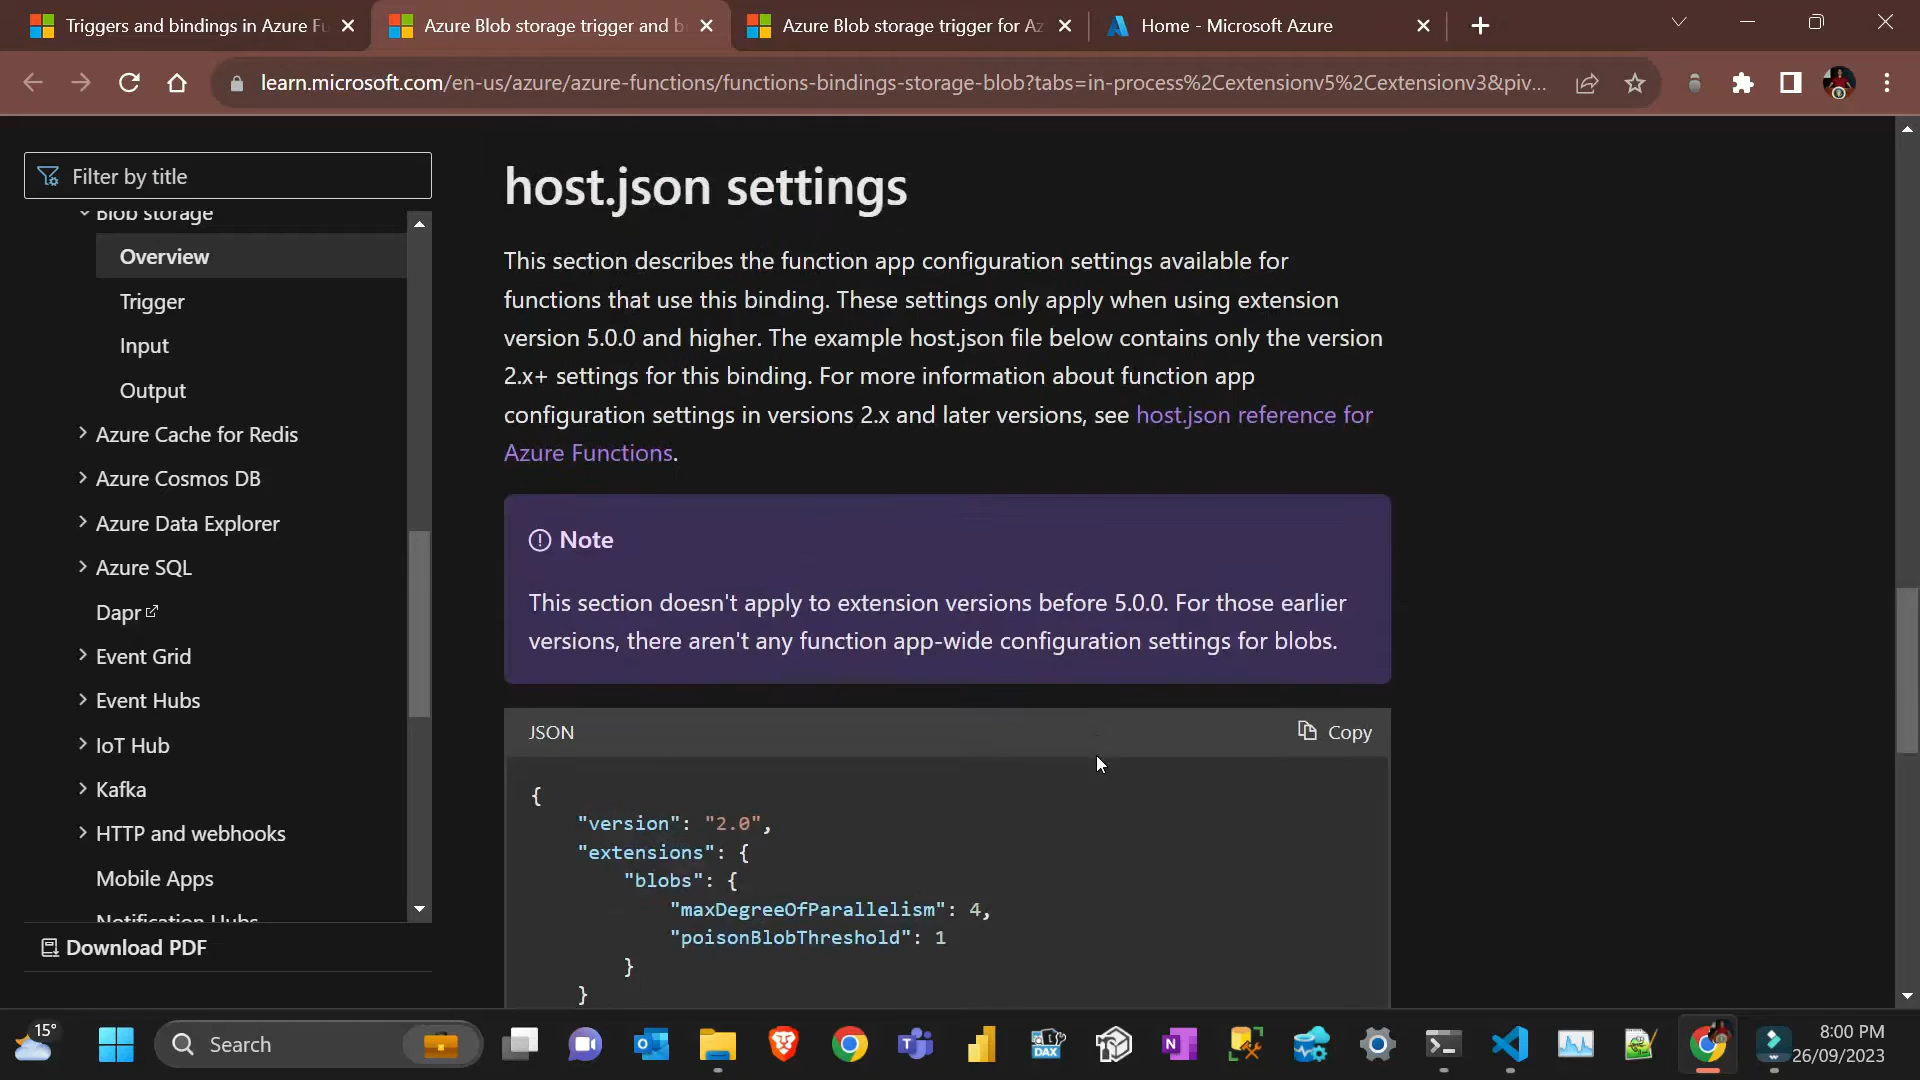 Triggers and bindings in Azure Fu
Azure Blob storage trigger and b
Azure Blob storage trigger for Az
Home - Microsoft Azure
learn.microsoft.com/en-us/azure/azure-functions/functions-bindings-storage-blob?tabs=in-process%2Cextensionv5%2Cextensionv3&piv...
Filter by title
Blob storage
Overview
Trigger
Input
Output
Azure Cache for Redis
Azure Cosmos DB
Azure Data Explorer
Azure SQL
Dapr
Event Grid
Event Hubs
IoT Hub
Kafka
HTTP and webhooks
Mobile Apps
Notification Hubs
Download PDF
host.json settings
This section describes the function app configuration settings available for
functions that use this binding. These settings only apply when using extension
version 5.0.0 and higher. The example host.json file below contains only the version
2.x+ settings for this binding. For more information about function app
configuration settings in versions 2.x and later versions, see host.json reference for
Azure Functions.
Note
This section doesn't apply to extension versions before 5.0.0. For those earlier
versions, there aren't any function app-wide configuration settings for blobs.
JSON
Copy
{
"version": "2.0",
"extensions": {
"blobs": {
"maxDegreeOfParallelism": 4,
"poisonBlobThreshold": 1
}
}
15°
Search
DAX
8:00 PM
26/09/2023